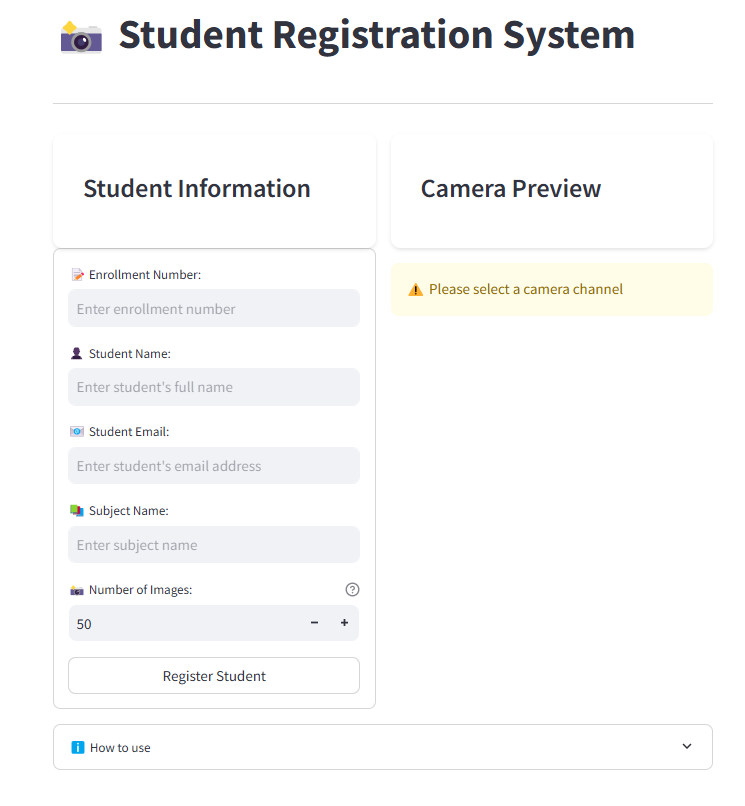 Student Registration System
Student Information
Camera Preview
Enrollment Number:
Enter enrollment number
Please select a camera channel
Student Name:
Enter student's full name
Student Email:
Enter student's email address
Subject Name:
Enter subject name
Number of Images:
50
Register Student
How to use